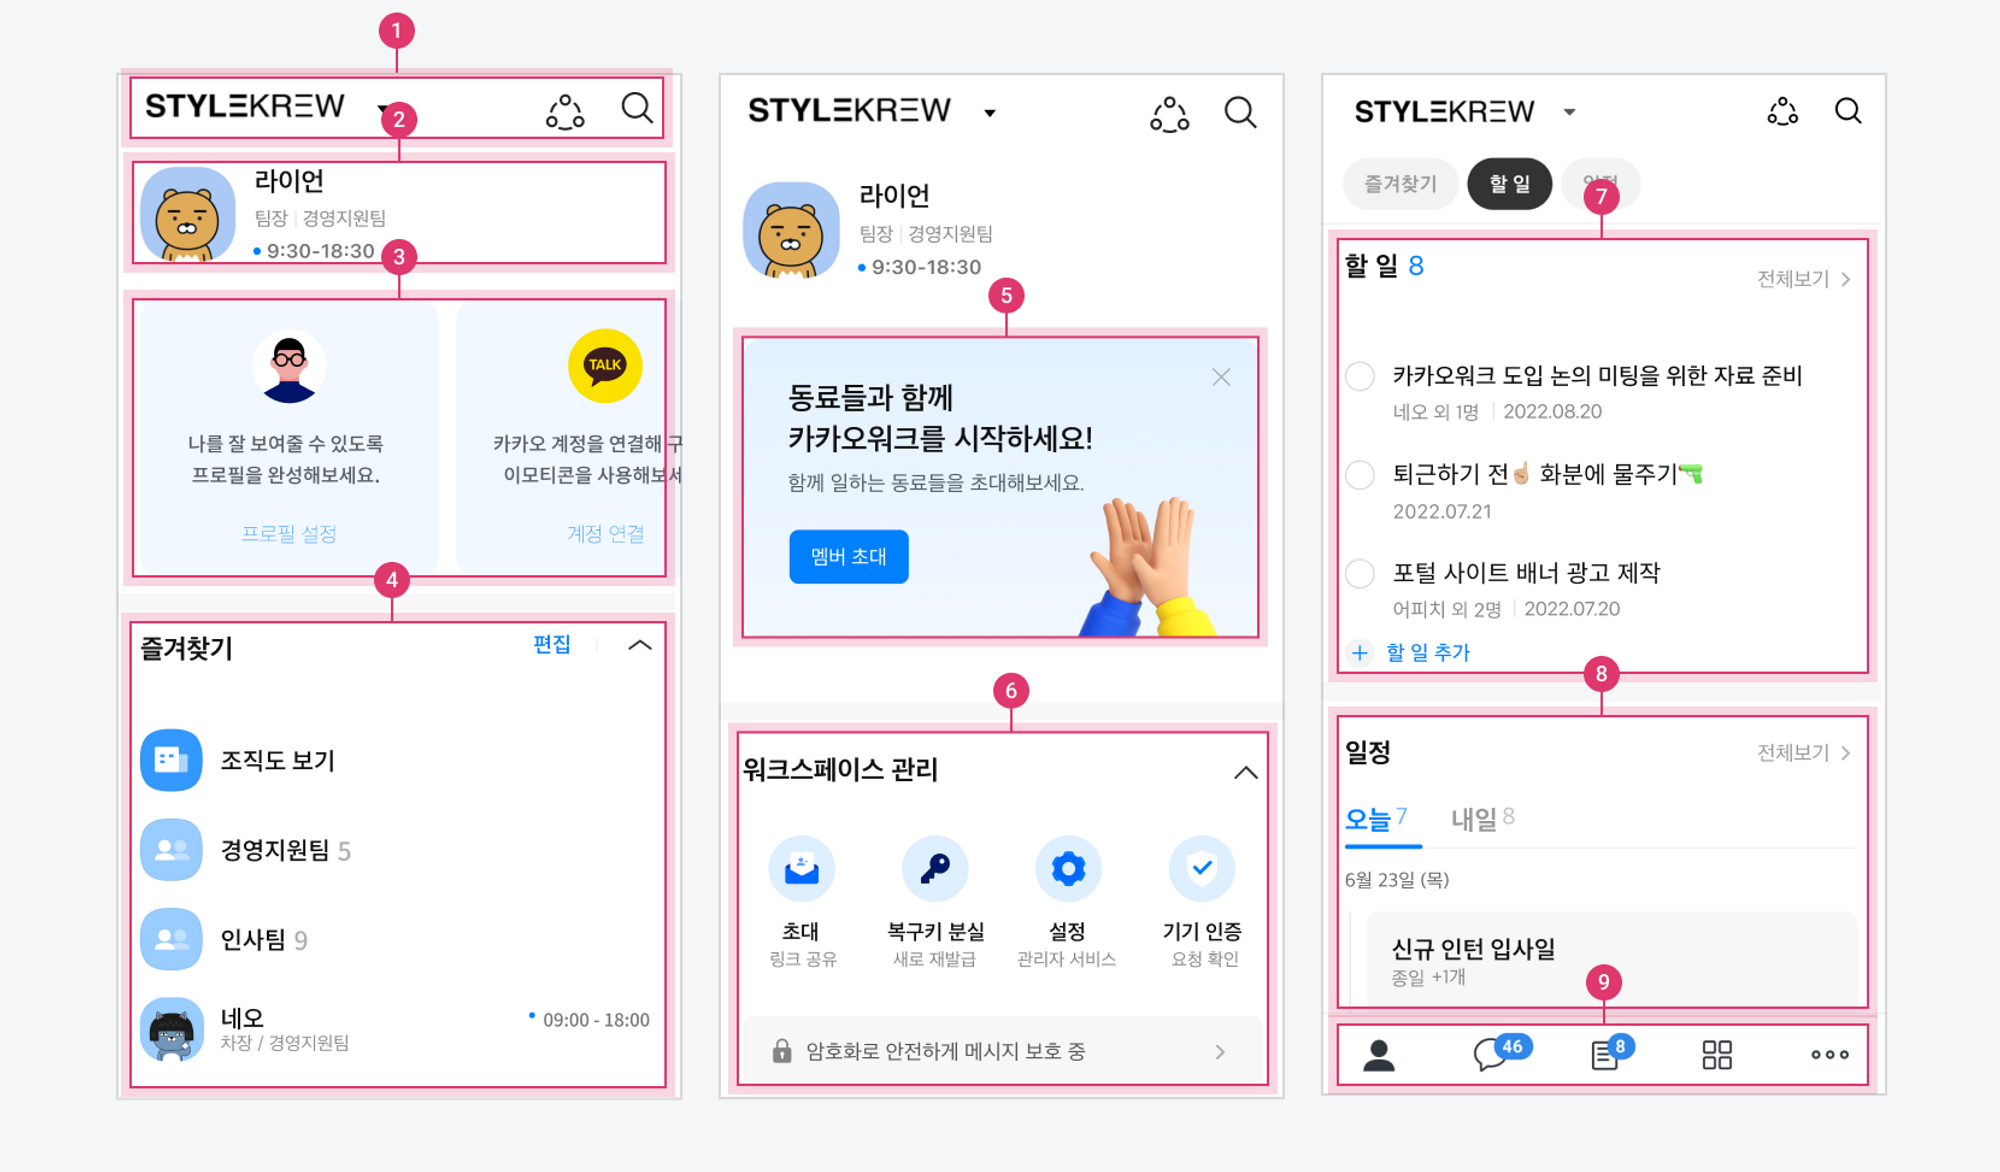 1
STYLEKREW
2
라이언
팀장 | 경영지원팀
9:30-18:30
3
TALK
나를 잘 보여줄 수 있도록
프로필을 완성해보세요.
프로필 설정
카카오 계정을 연결해 구
이모티콘을 사용해보세
계정 연결
4
즐겨찾기
편집
조직도 보기
경영지원팀 5
인사팀 9
네오
차장 / 경영지원팀
09:00 - 18:00
STYLEKREW
라이언
팀장 | 경영지원팀
9:30-18:30
5
동료들과 함께
카카오워크를 시작하세요!
함께 일하는 동료들을 초대해보세요.
멤버 초대
6
워크스페이스 관리
초대
링크 공유
복구키 분실
새로 재발급
설정
관리자 서비스
기기 인증
요청 확인
암호화로 안전하게 메시지 보호 중
STYLEKREW
즐겨찾기
할 일
7
할 일 8
전체보기
카카오워크 도입 논의 미팅을 위한 자료 준비
네오 외 1명 | 2022.08.20
퇴근하기 전☝🏼 화분에 물주기🔫
2022.07.21
포털 사이트 배너 광고 제작
어피치 외 2명 | 2022.07.20
+ 할 일 추가
8
일정
전체보기
오늘 7
내일 8
6월 23일 (목)
신규 인턴 입사일
종일 +1개
9
46
8